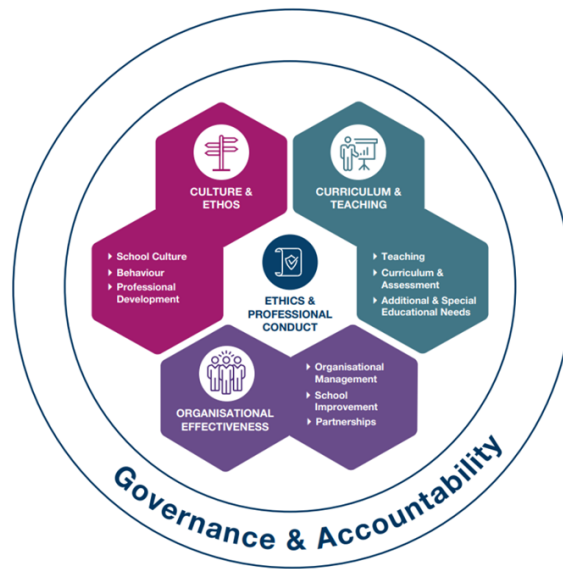 CULTURE &
ETHOS
CURRICULUM &
TEACHING
School Culture
Behaviour
Professional
Development
ETHICS &
PROFESSIONAL
CONDUCT
Teaching
Curriculum &
Assessment
Additional & Special
Educational Needs
ORGANISATIONAL
EFFECTIVENESS
Organisational
Management
School
Improvement
Partnerships
Governance & Accountability